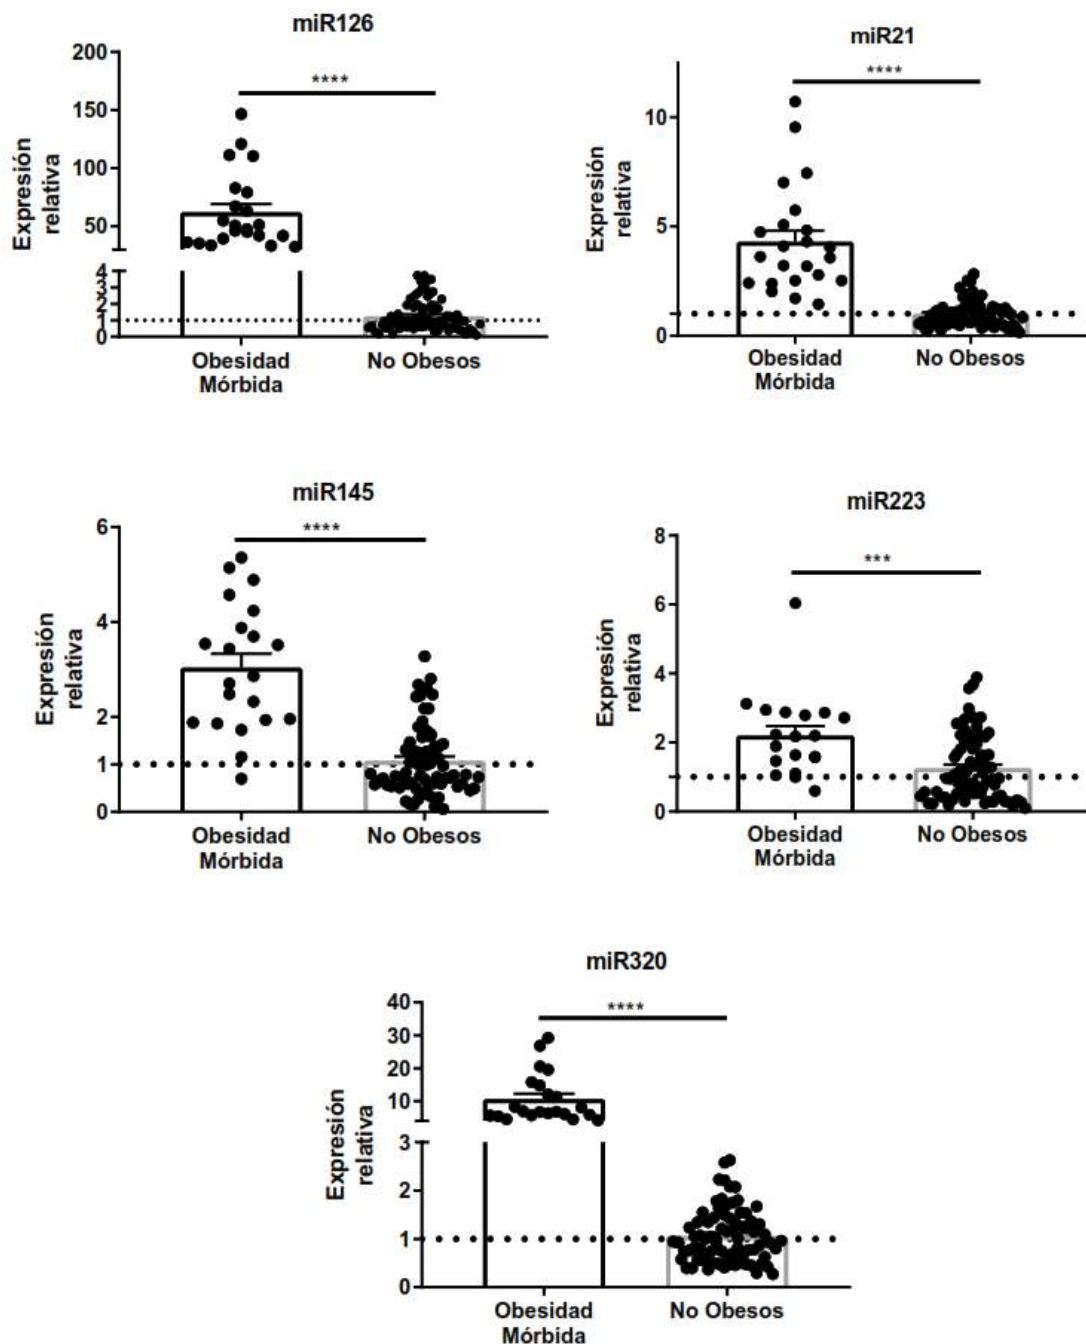 miR126
Expresión
relativa
200
150
100
50
4
3
2
1
0
****
Obesidad
Mórbida
No Obesos
miR21
Expresión
relativa
10
5
0
****
Obesidad
Mórbida
No Obesos
miR145
Expresión
relativa
6
4
2
1
0
****
Obesidad
Mórbida
No Obesos
miR223
Expresión
relativa
8
6
4
2
0
***
Obesidad
Mórbida
No Obesos
miR320
Expresión
relativa
40
30
20
10
3
2
1
0
****
Obesidad
Mórbida
No Obesos